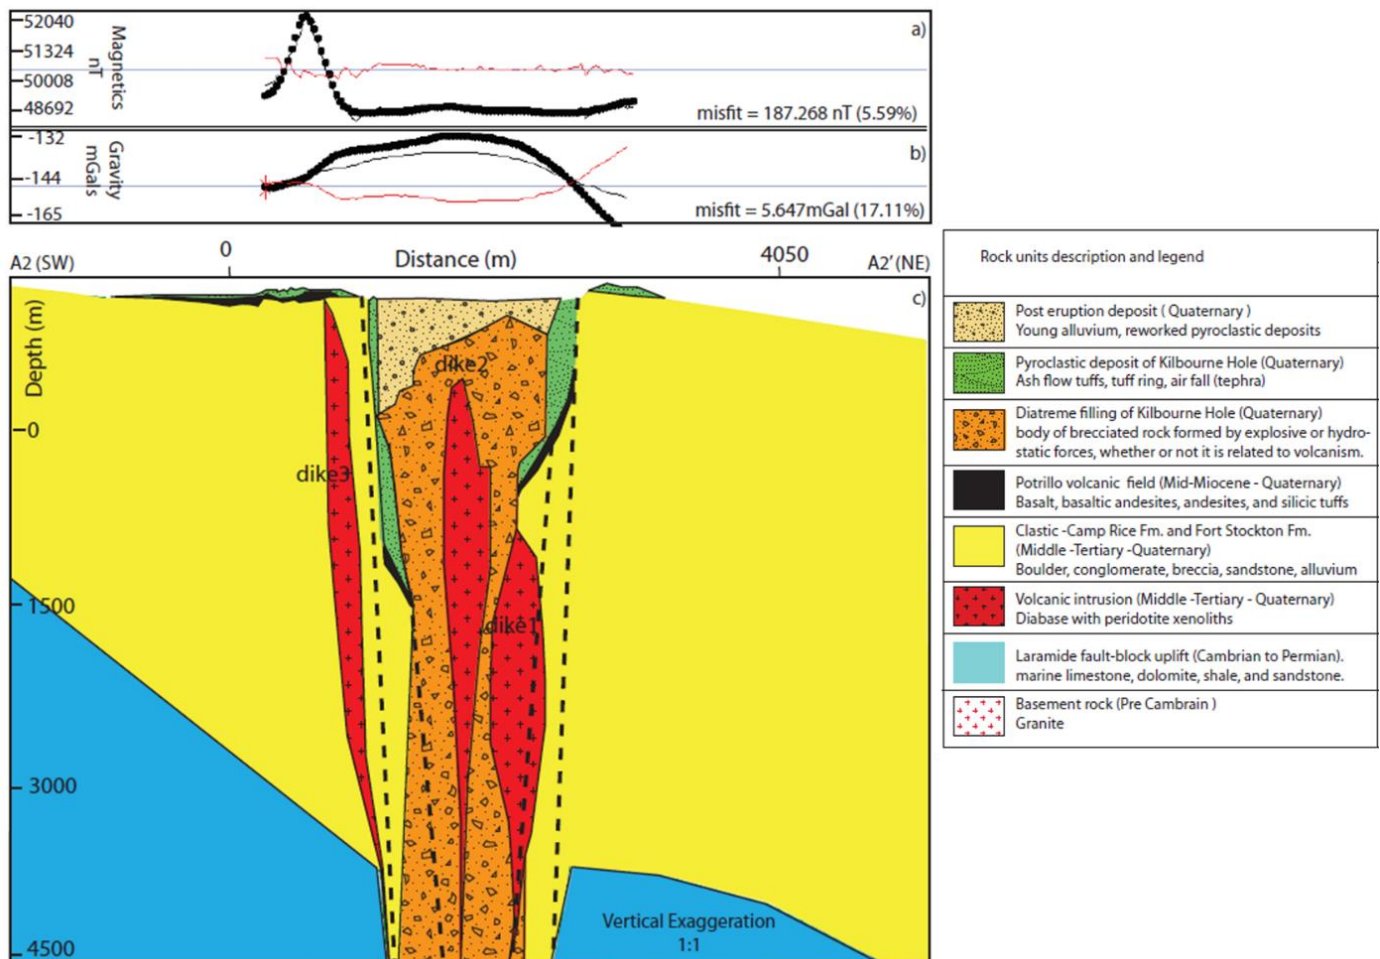 52040
51324
50008
48692
Magnetics
nT
a)
misfit = 187.268 nT (5.59%)
-132
-144
-165
Gravity
mGals
b)
misfit = 5.647mGal (17.11%)
A2 (SW)
0
Distance (m)
4050
A2'(NE)
c)
Depth (m)
0
1500
3000
4500
dike2
dike3
dike1
Vertical Exaggeration
1:1
Rock units description and legend
Post eruption deposit ( Quaternary )
Young alluvium, reworked pyroclastic deposits
Pyroclastic deposit of Kilbourne Hole (Quaternary)
Ash flow tuffs, tuff ring, air fall (tephra)
Diatreme filling of Kilbourne Hole (Quaternary)
body of brecciated rock formed by explosive or hydro-
static forces, whether or not it is related to volcanism.
Potrillo volcanic field (Mid-Miocene - Quaternary)
Basalt, basaltic andesites, andesites, and silicic tuffs
Clastic -Camp Rice Fm. and Fort Stockton Fm.
(Middle -Tertiary -Quaternary)
Boulder, conglomerate, breccia, sandstone, alluvium
Volcanic intrusion (Middle -Tertiary - Quaternary)
Diabase with peridotite xenoliths
Laramide fault-block uplift (Cambrian to Permian).
marine limestone, dolomite, shale, and sandstone.
Basement rock (Pre Cambrain )
Granite